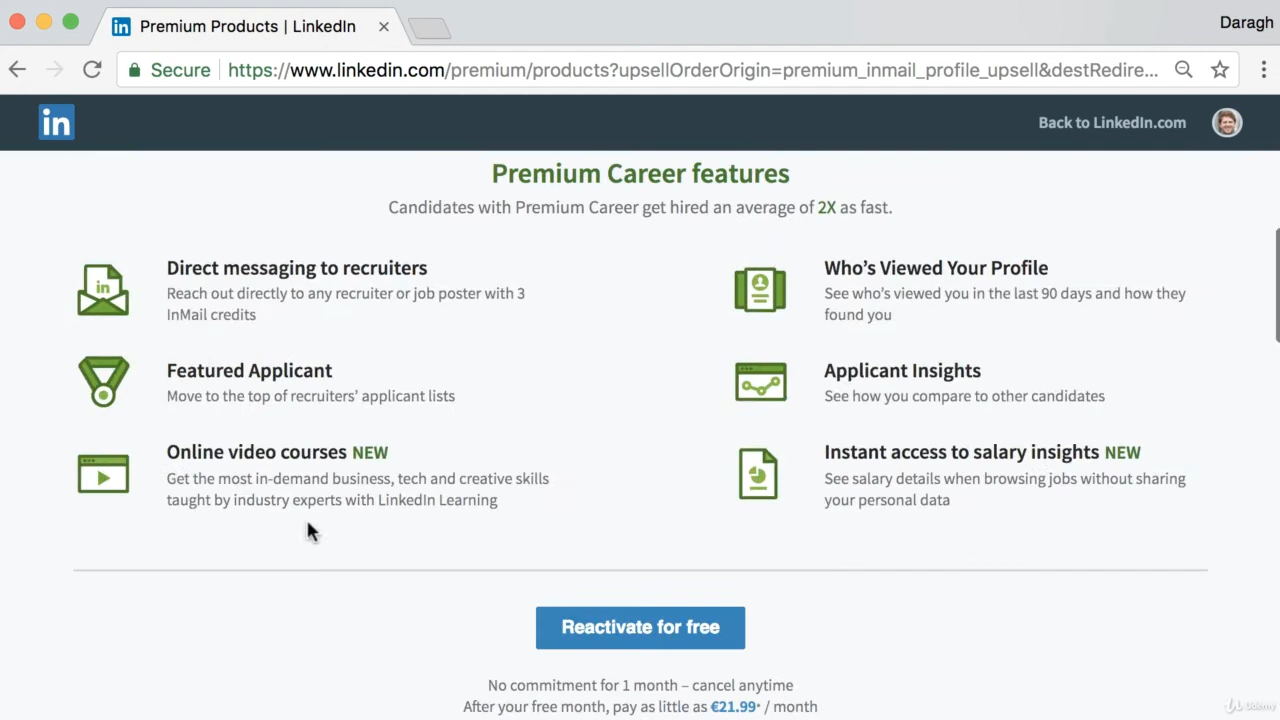 Premium Products | LinkedIn
Daragh
Secure
https://www.linkedin.com/premium/products?upsellOrderOrigin=premium_inmail_profile_upsell&destRedire...
in
Back to LinkedIn.com
Premium Career features
Candidates with Premium Career get hired an average of 2X as fast.
Direct messaging to recruiters
Reach out directly to any recruiter or job poster with 3
InMail credits
Who's Viewed Your Profile
See who's viewed you in the last 90 days and how they
found you
Featured Applicant
Move to the top of recruiters' applicant lists
Applicant Insights
See how you compare to other candidates
Online video courses NEW
Get the most in-demand business, tech and creative skills
taught by industry experts with LinkedIn Learning
Instant access to salary insights NEW
See salary details when browsing jobs without sharing
your personal data
Reactivate for free
No commitment for 1 month – cancel anytime
After your free month, pay as little as €21.99* / month
Udemy